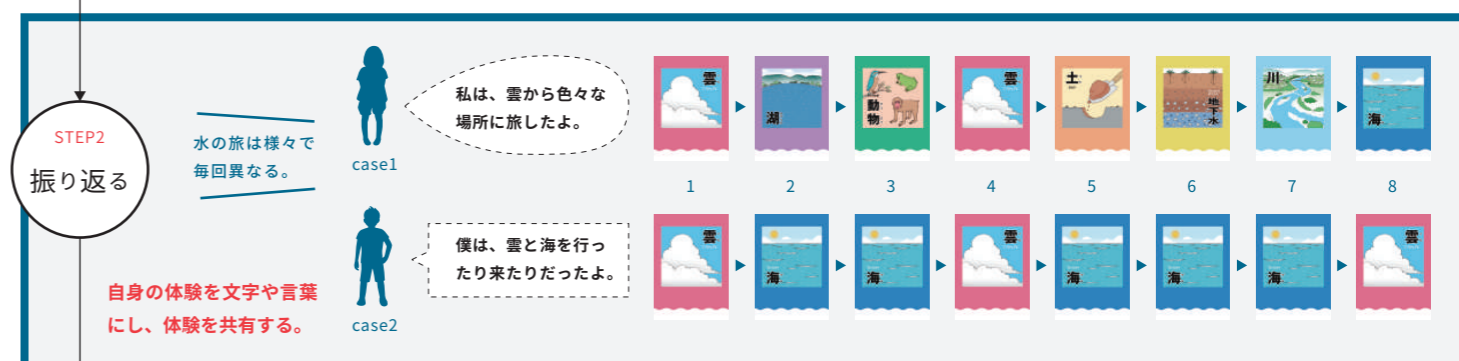 STEP2
振り返る
水の旅は様々で
毎回異なる。
自身の体験を文字や言葉
にし、体験を共有する。
case1
私は、雲から色々な
場所に旅したよ。
雲
湖
動物
雲
土
地下水
川
海
1
2
3
4
5
6
7
8
case2
僕は、雲と海を行っ
たり来たりだったよ。
雲
海
海
雲
海
海
海
雲